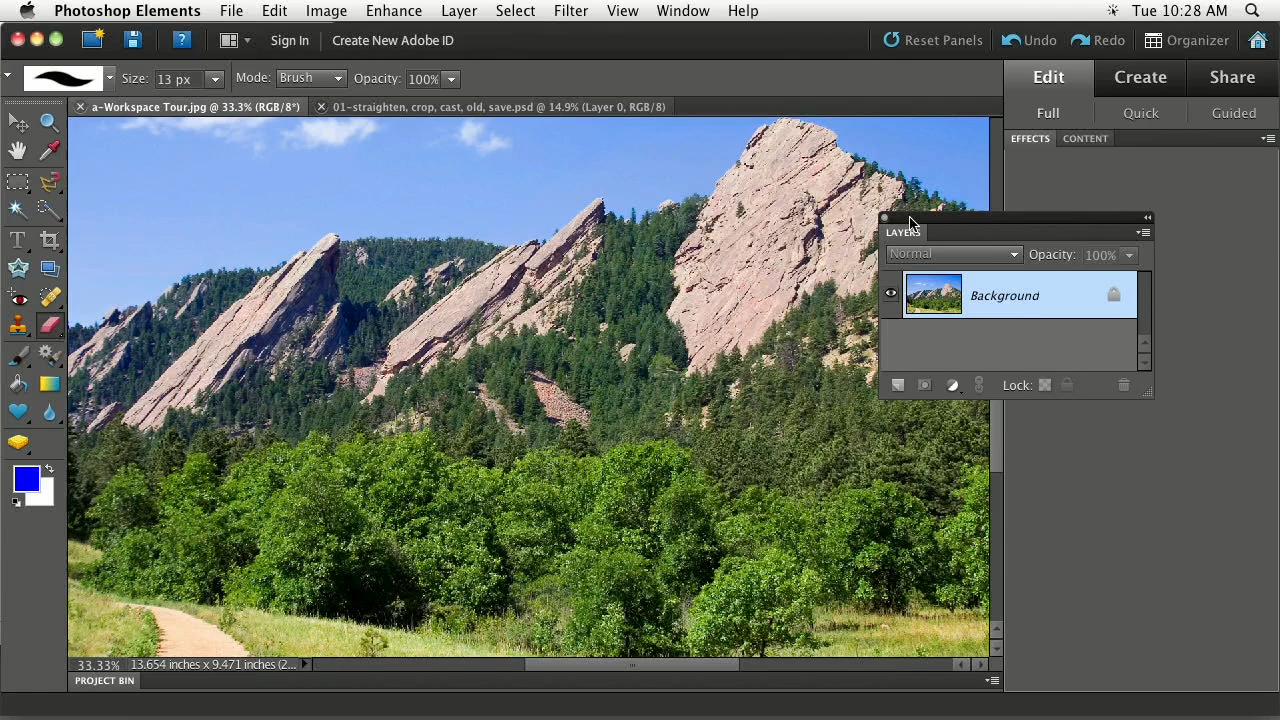 Photoshop Elements File Edit Image Enhance Layer Select Filter View Window Help Tue 10:28 AM
Sign In Create New Adobe ID Reset Panels Undo Redo Organizer
Size: 13 px Mode: Brush Opacity: 100% Edit Create Share
a-Workspace Tour.jpg @ 33.3% (RGB/8*) 01-straighten, crop, cast, old, save.psd @ 14.9% (Layer 0, RGB/8) Full Quick Guided
EFFECTS CONTENT
LAYERS
Normal Opacity: 100%
Background
Lock:
33.33% 13.654 inches x 9.471 inches (2...
PROJECT BIN